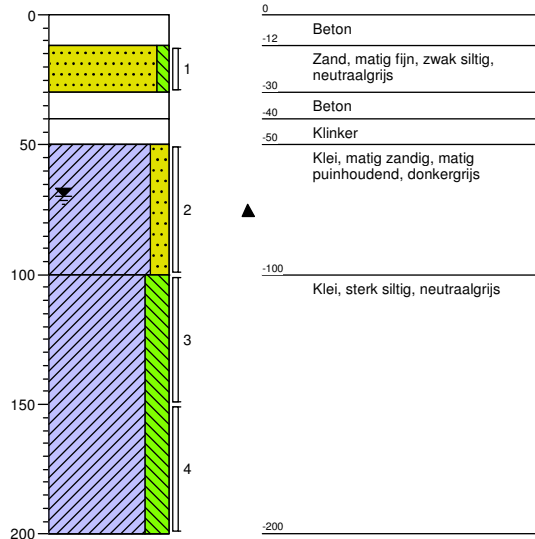 0
50
100
150
200
1
2
3
4
0
Beton
-12
Zand, matig fijn, zwak siltig,
neutraalgrijs
-30
Beton
-40
Klinker
-50
Klei, matig zandig, matig
puinhoudend, donkergrijs
-100
Klei, sterk siltig, neutraalgrijs
-200